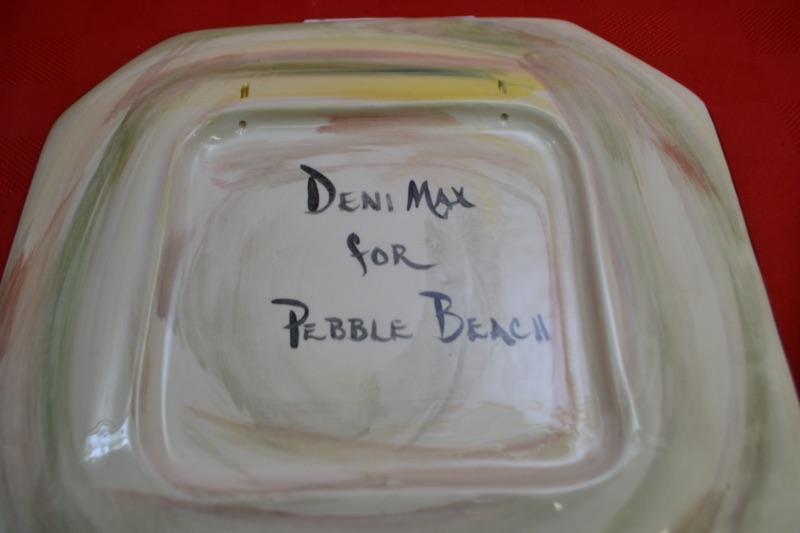 Deni Max
for
Pebble Beach